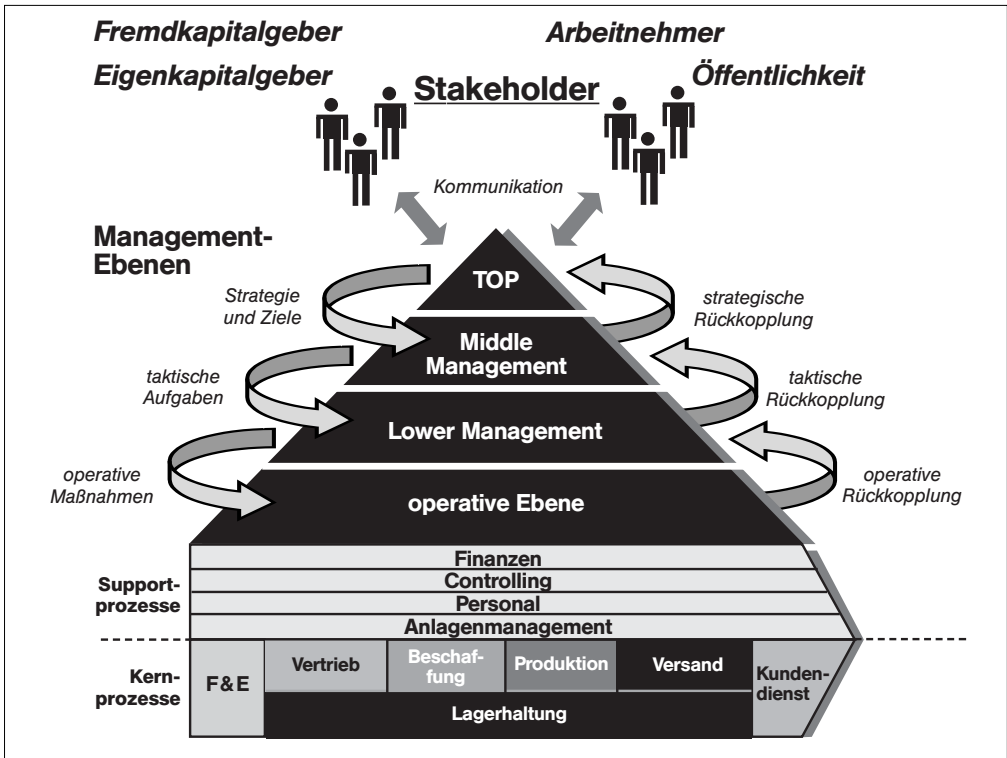 Fremdkapitalgeber
Arbeitnehmer
Eigenkapitalgeber
Stakeholder
Öffentlichkeit
Kommunikation
Management-
Ebenen
TOP
Strategie
und Ziele
strategische
Rückkopplung
Middle
Management
taktische
Aufgaben
taktische
Rückkopplung
Lower Management
operative
Maßnahmen
operative Ebene
operative
Rückkopplung
Support-
prozesse
Finanzen
Controlling
Personal
Anlagenmanagement
Kern-
prozesse
F & E
Vertrieb
Beschaf-
fung
Produktion
Versand
Kunden-
dienst
Lagerhaltung